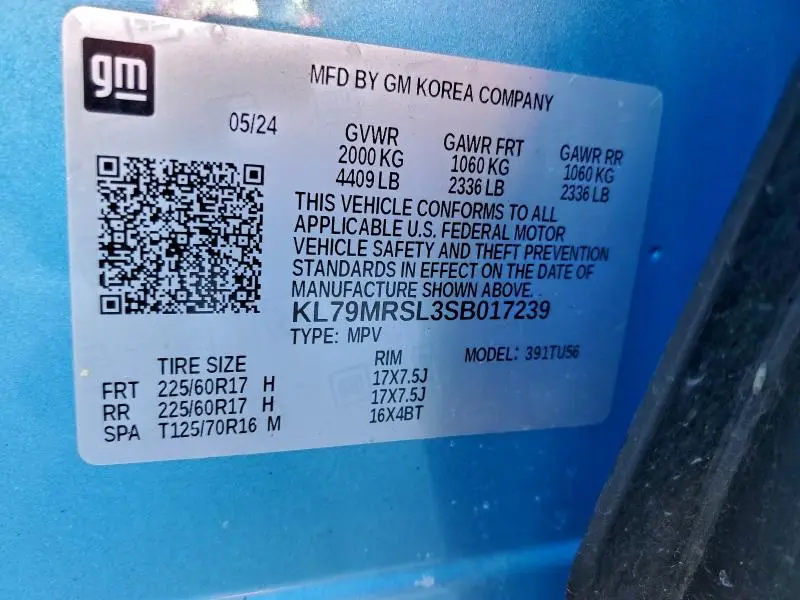 gm
MFD BY GM KOREA COMPANY
05/24
GVWR GAWR FRT GAWR RR
2000 KG 1060 KG 1060 KG
4409 LB 2336 LB 2336 LB
THIS VEHICLE CONFORMS TO ALL
APPLICABLE U.S. FEDERAL MOTOR
VEHICLE SAFETY AND THEFT PREVENTION
STANDARDS IN EFFECT ON THE DATE OF
MANUFACTURE SHOWN ABOVE.
KL79MRSL3SB017239
TYPE: MPV MODEL: 391TU56
TIRE SIZE RIM
FRT 225/60R17 H 17X7.5J
RR 225/60R17 H 17X7.5J
SPA T125/70R16 M 16X4BT